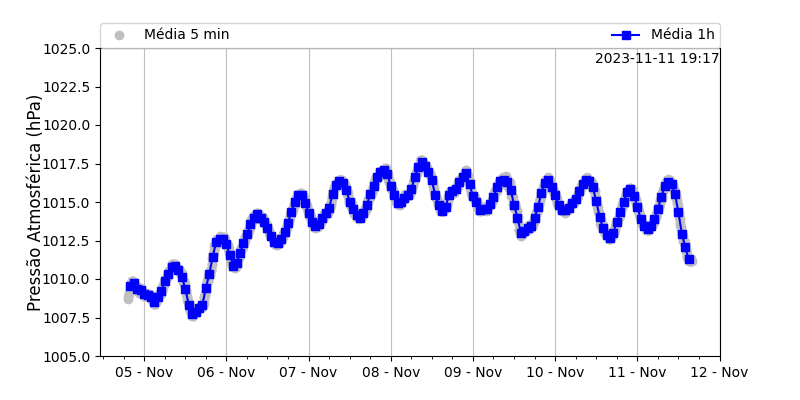 Média 5 min
Média 1h
2023-11-11 19:17
Pressão Atmosférica (hPa)
1025.0
1022.5
1020.0
1017.5
1015.0
1012.5
1010.0
1007.5
1005.0
05 - Nov
06 - Nov
07 - Nov
08 - Nov
09 - Nov
10 - Nov
11 - Nov
12 - Nov